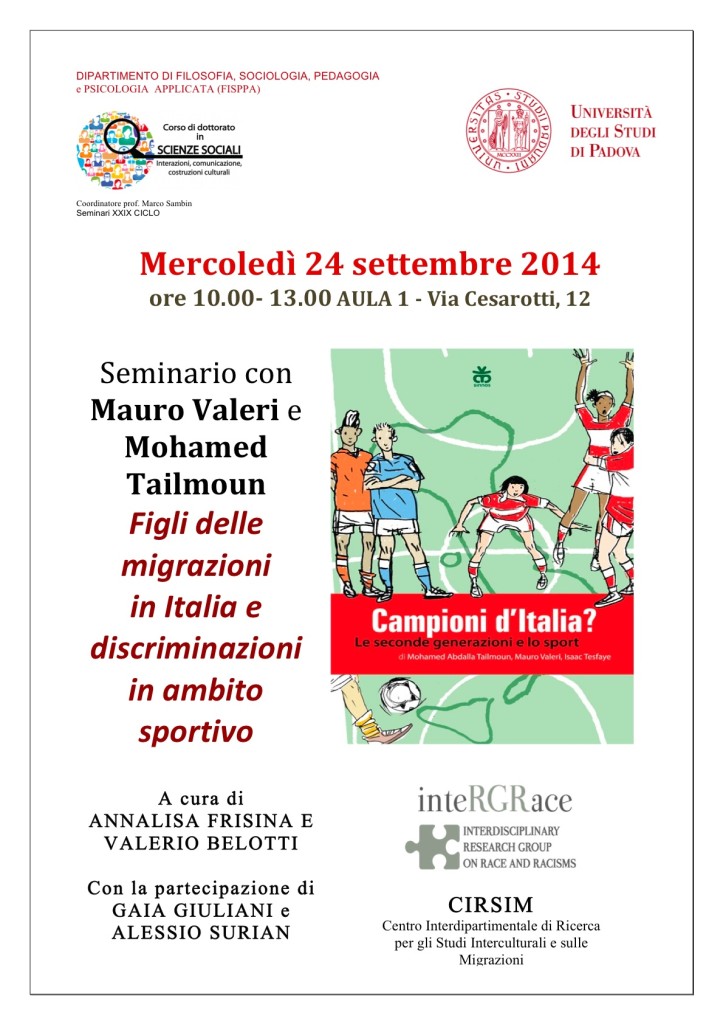 DIPARTIMENTO DI FILOSOFIA, SOCIOLOGIA, PEDAGOGIA
e PSICOLOGIA APPLICATA (FISPPA)
Corso di dottorato
in
SCIENZE SOCIALI
Interazioni, comunicazione,
costruzioni culturali
Coordinatore prof. Marco Sambin
Seminari XXIX CICLO
UNIVERSITÀ
DEGLI STUDI
DI PADOVA
Mercoledì 24 settembre 2014
ore 10.00- 13.00 AULA 1 - Via Cesarotti, 12
Seminario con
Mauro Valeri e
Mohamed
Tailmoun
Figli delle
migrazioni
in Italia e
discriminazioni
in ambito
sportivo
Campioni d'Italia?
Le seconde generazioni e lo sport
di Mohamed Abdalla Tailmoun, Mauro Valeri, Isaac Tesfaye
A cura di
ANNALISA FRISINA E
VALERIO BELOTTI
Con la partecipazione di
GAIA GIULIANI e
ALESSIO SURIAN
inteRGRace
INTERDISCIPLINARY
RESEARCH GROUP
ON RACE AND RACISMS
CIRSIM
Centro Interdipartimentale di Ricerca
per gli Studi Interculturali e sulle
Migrazioni